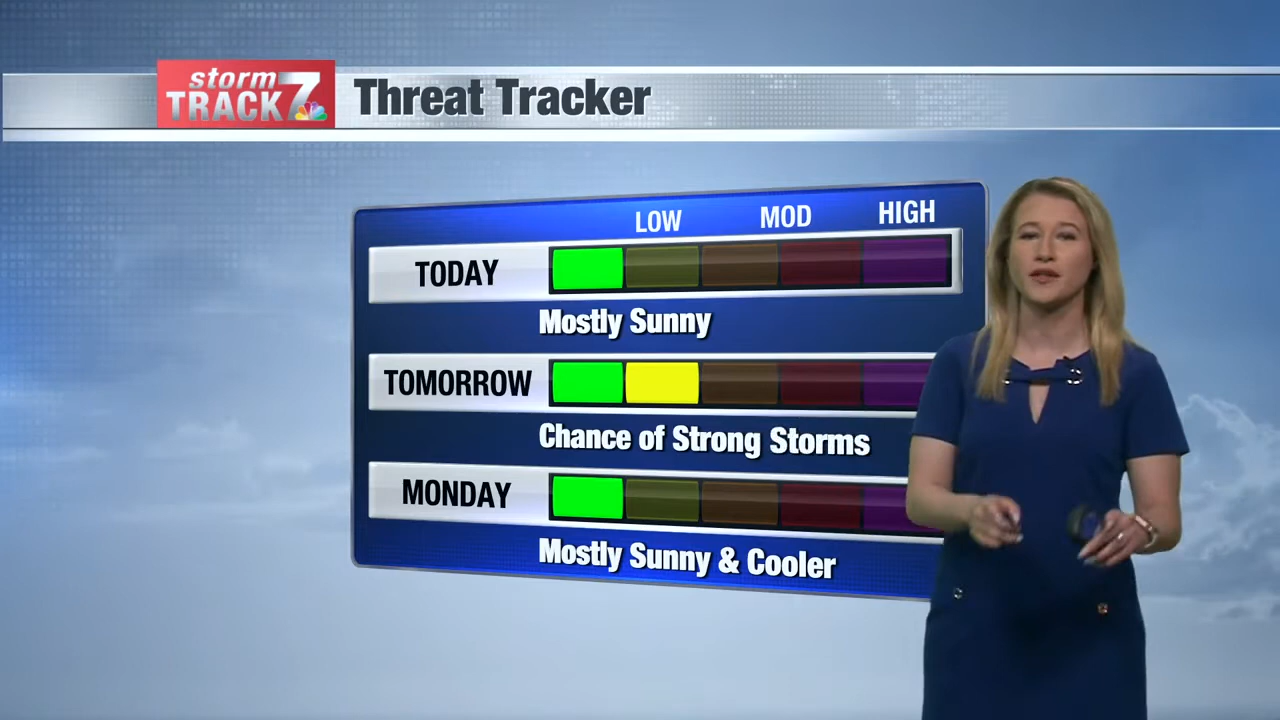 storm
TRACK 7
Threat Tracker
LOW MOD HIGH
TODAY
Mostly Sunny
TOMORROW
Chance of Strong Storms
MONDAY
Mostly Sunny & Cooler